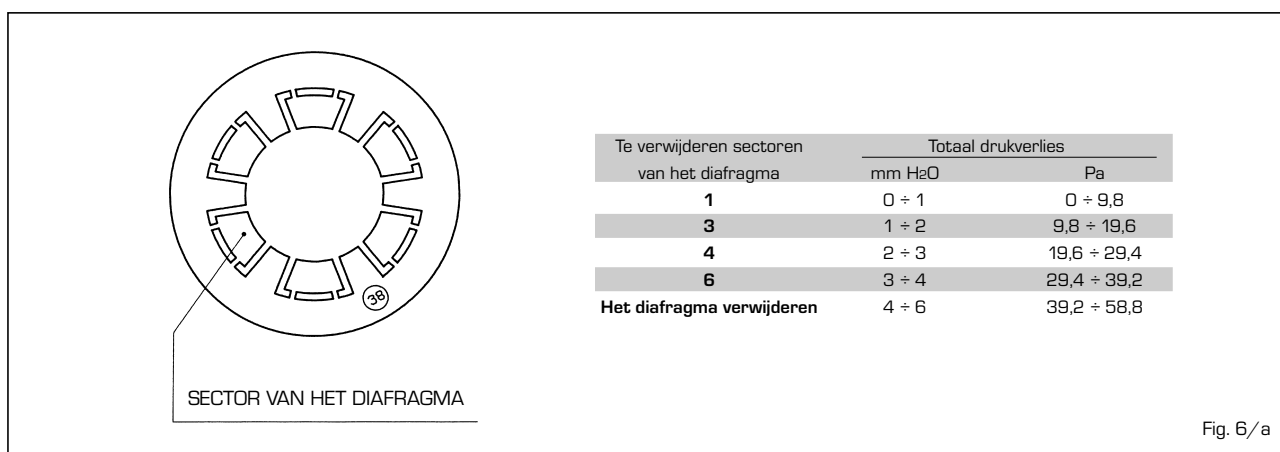 38
SECTOR VAN HET DIAFRAGMA
Te verwijderen sectoren Totaal drukverlies
van het diafragma mm H2O Pa
1 0 ÷ 1 0 ÷ 9,8
3 1 ÷ 2 9,8 ÷ 19,6
4 2 ÷ 3 19,6 ÷ 29,4
6 3 ÷ 4 29,4 ÷ 39,2
Het diafragma verwijderen 4 ÷ 6 39,2 ÷ 58,8
Fig. 6/a